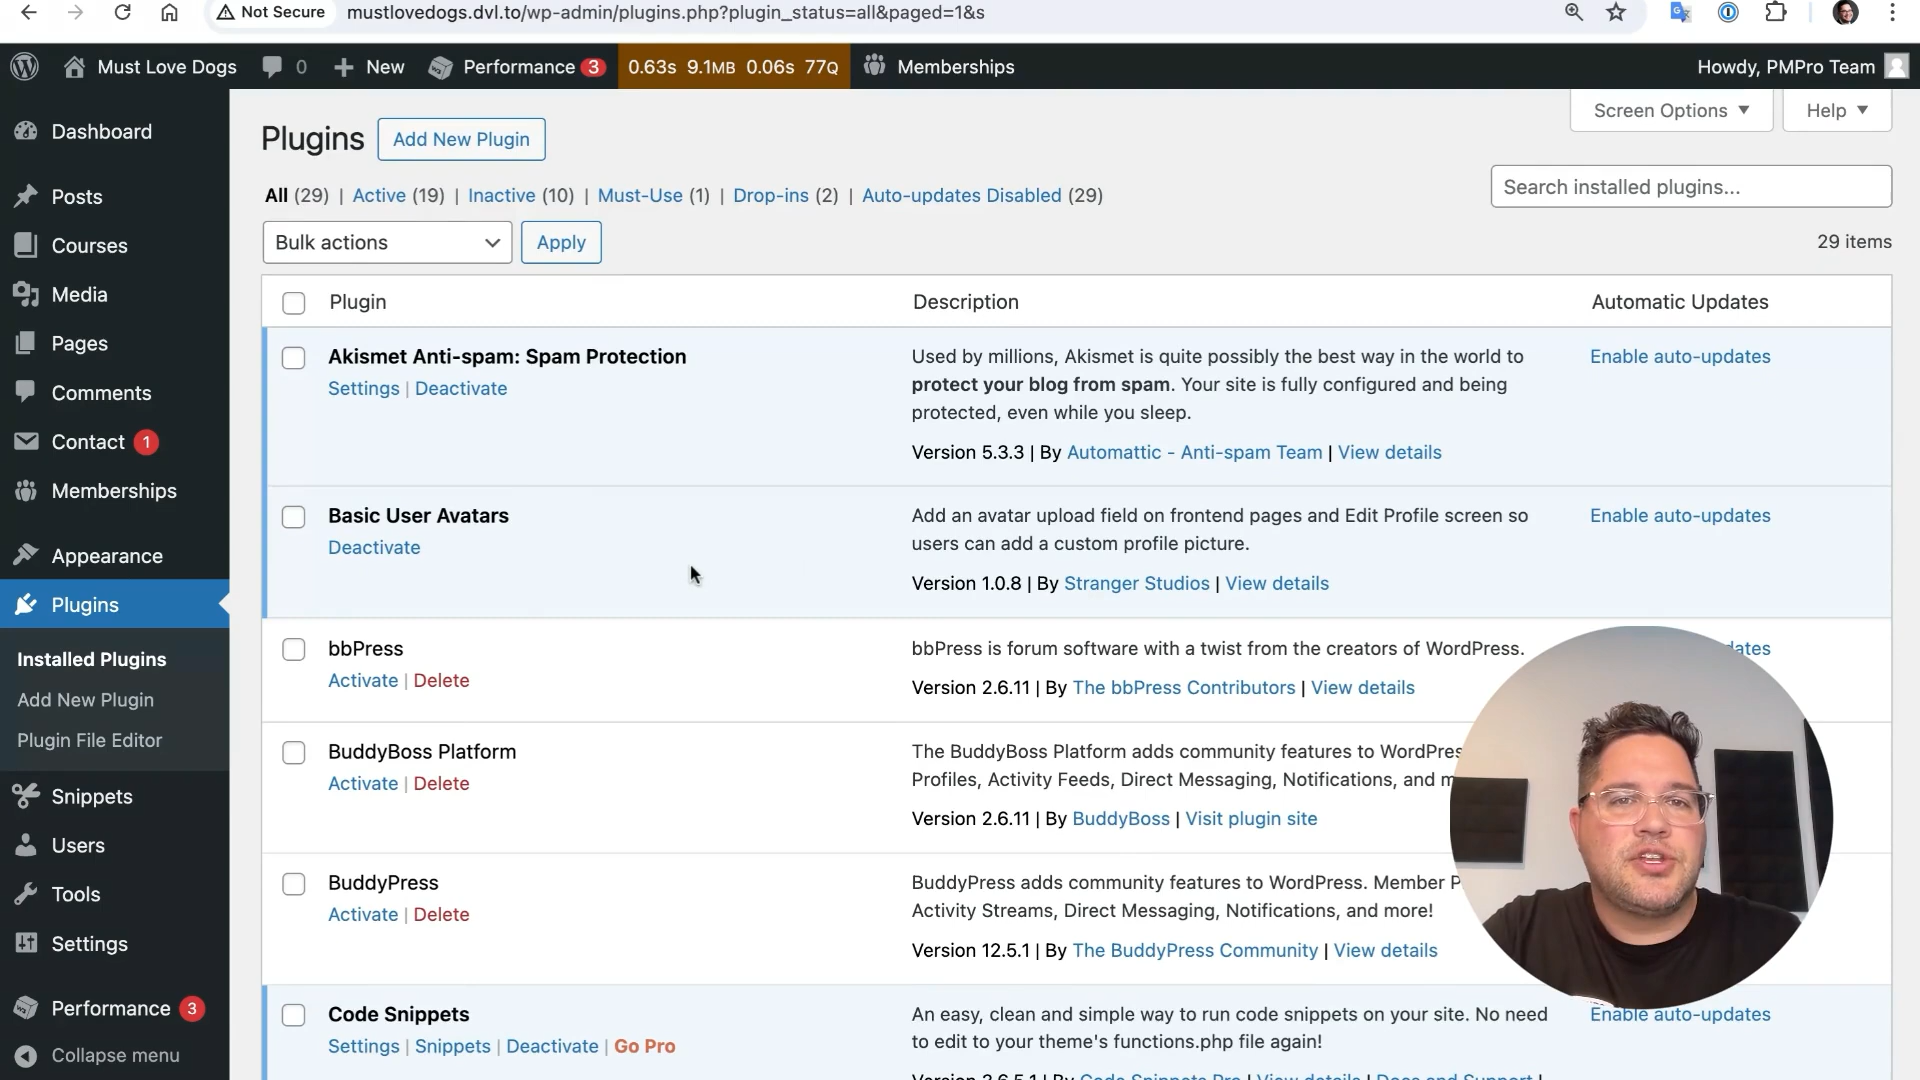 Not Secure mustlovedogs.dvl.to/wp-admin/plugins.php?plugin_status=all&paged=1&s
Must Love Dogs 0 New Performance 3 0.63s 9.1MB 0.06s 77Q Memberships Howdy, PMPro Team
Screen Options Help
Dashboard
Posts
Courses
Media
Pages
Comments
Contact 1
Memberships
Appearance
Plugins
Installed Plugins
Add New Plugin
Plugin File Editor
Snippets
Users
Tools
Settings
Performance 3
Collapse menu
Plugins Add New Plugin
All (29) | Active (19) | Inactive (10) | Must-Use (1) | Drop-ins (2) | Auto-updates Disabled (29)
Search installed plugins...
Bulk actions Apply
29 items
Plugin Description Automatic Updates
Akismet Anti-spam: Spam Protection
Settings | Deactivate
Used by millions, Akismet is quite possibly the best way in the world to
protect your blog from spam. Your site is fully configured and being
protected, even while you sleep.
Version 5.3.3 | By Automattic - Anti-spam Team | View details
Enable auto-updates
Basic User Avatars
Deactivate
Add an avatar upload field on frontend pages and Edit Profile screen so
users can add a custom profile picture.
Version 1.0.8 | By Stranger Studios | View details
Enable auto-updates
bbPress
Activate | Delete
bbPress is forum software with a twist from the creators of WordPress.
Version 2.6.11 | By The bbPress Contributors | View details
BuddyBoss Platform
Activate | Delete
The BuddyBoss Platform adds community features to
Profiles, Activity Feeds, Direct Messaging, Notifications, and
Version 2.6.11 | By BuddyBoss | Visit plugin site
BuddyPress
Activate | Delete
BuddyPress adds community features to WordPress. Member
Activity Streams, Direct Messaging, Notifications, and more!
Version 12.5.1 | By The BuddyPress Community | View details
Code Snippets
Settings | Snippets | Deactivate | Go Pro
An easy, clean and simple way to run code snippets on your site. No need
to edit to your theme's functions.php file again!
Enable auto-updates